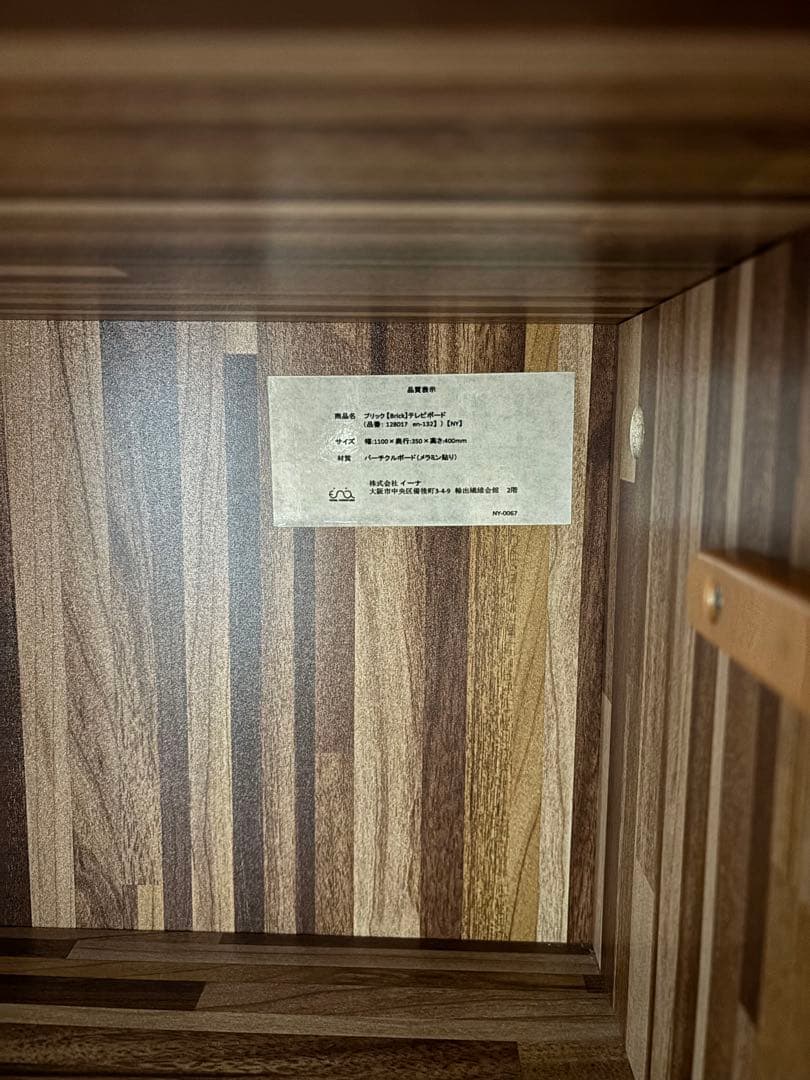 品質表示
商品名 ブリック【Brick】テレビボード
(品番: 128017 en-132】)【NY】
サイズ 幅:1100×奥行:350×高さ:400mm
材質 パーチクルボード(メラミン貼り)
株式会社 イーナ
ena 大阪市中央区備後町3-4-9 輸出繊維会館 2階
NY-0067